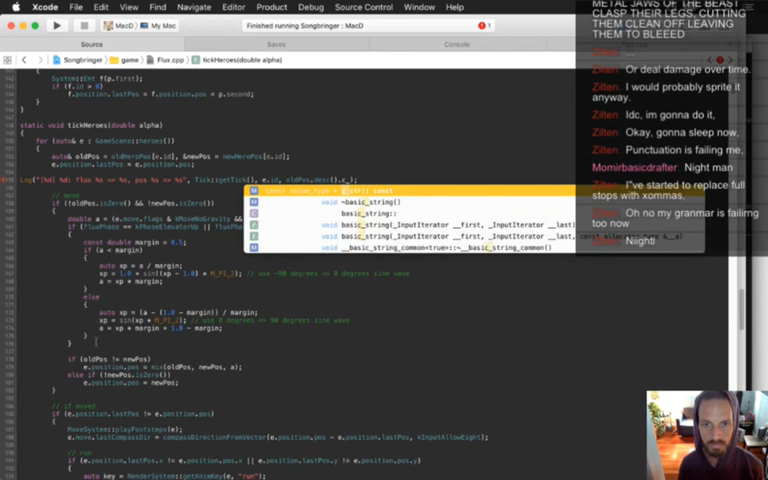 Xcode File Edit View Find Navigate Editor Product Debug Source Control Window Help
MacD My Mac
Finished running Songbringer : MacD
1
Source
Saves
Console
Songbringer game Flux.cpp tickHeroes(double alpha)
METAL JAWS OF THE BEAST
CLASP THEIR LEGS, CUTTING
THEM CLEAN OFF LEAVING
THEM TO BLEEED
Zilten: ...
Zilten: Or deal damage over time.
Zilten: I would probably sprite it
anyway.
Zilten: Idc, im gonna do it,
Zilten: Okay, gonna sleep now,
Zilten: Punctuation is failing me,
Momirbasicdrafter Night man
Zilten: I"ve started to replace full
stops with xommas,
Zilten: Oh no my granmar is failimg
too now
Zilten: Night!
{
System::Ent f(p.first);
if (f.id > 0)
f.position.lastPos = f.position.pos = p.second;
}
}
static void tickHeroes(double alpha)
{
for (auto& e : GameScene::heroes())
{
auto& oldPos = oldHeroPos[e.id], &newPos = newHeroPos[e.id];
e.position.lastPos = e.position.pos;
Log("[%d] %d: flux %s => %s, pos %s => %s", Tick::getTick(), e.id, oldPos.desc().c_
const value_type * c_str() const
void ~basic_string()
basic_string::
void basic_string(_InputIterator __first, _InputIterator __last)
void basic_string(_InputIterator __first, _InputIterator __last, const allocator_type &__a)
void __basic_string_common<true>::~__basic_string_common()
// move
if (!oldPos.isZero() && !newPos.isZero())
{
double a = (e.move.flags & kMoveNoGravity &&
if (fluxPhase == kPhaseElevatorUp || fluxPhase
{
const double margin = 0.5;
if (a < margin)
{
auto xp = a / margin;
xp = 1.0 + sin((xp - 1.0) * M_PI_2); // use -90 degrees => 0 degrees sine wave
a = xp * margin;
}
else
{
auto xp = (a - (1.0 - margin)) / margin;
xp = sin(xp * M_PI_2); // use 0 degrees => 90 degrees sine wave
a = xp * margin + 1.0 - margin;
}
}
if (oldPos != newPos)
e.position.pos = mix(oldPos, newPos, a);
else if (!newPos.isZero())
e.position.pos = newPos;
}
// if moved
if (e.position.lastPos != e.position.pos)
{
MoveSystem::playFootsteps(e);
e.move.lastCompassDir = compassDirectionFromVector(e.position.pos - e.position.lastPos, kInputAllowEight);
// run
if (e.position.lastPos.x != e.position.pos.x || e.position.lastPos.y != e.position.pos.y)
{
auto key = RenderSystem::getAnimKey(e, "run");